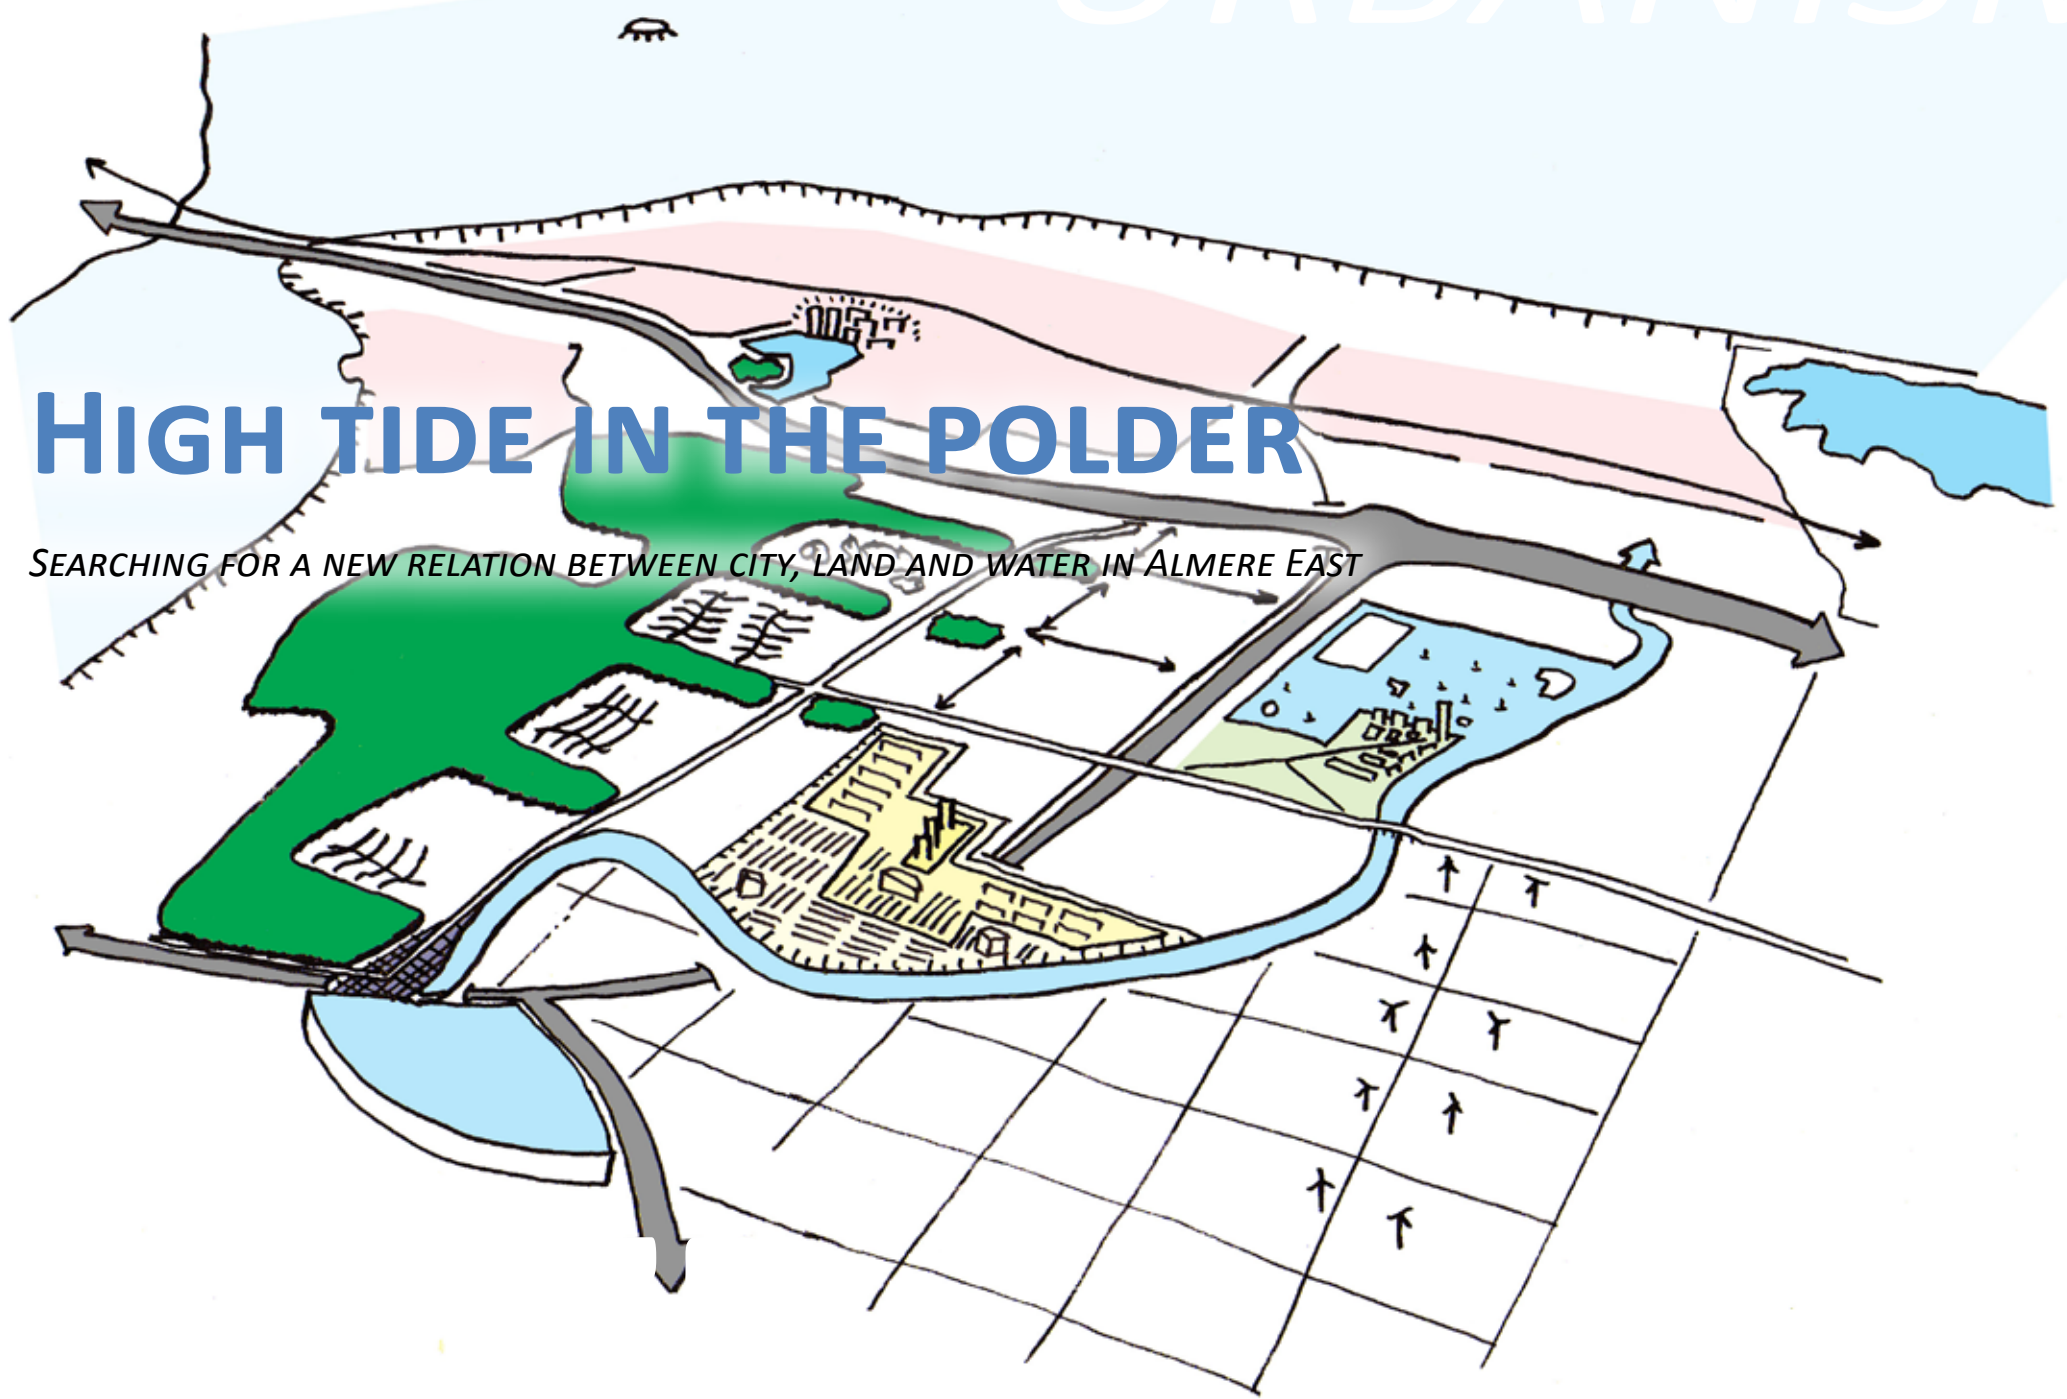 HIGH TIDE IN THE POLDER
SEARCHING FOR A NEW RELATION BETWEEN CITY, LAND AND WATER IN ALMERE EAST